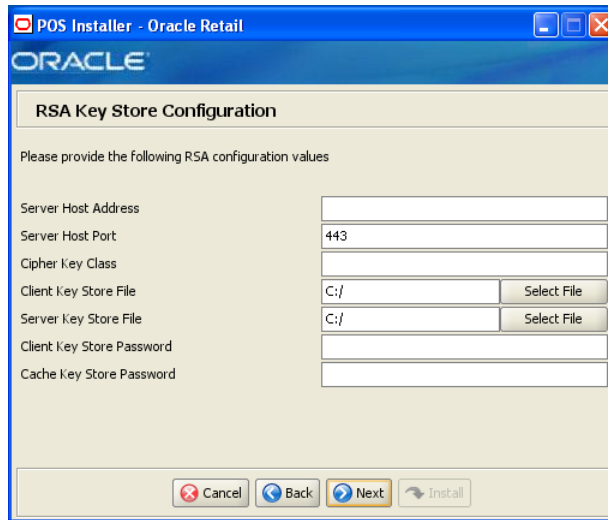 POS Installer - Oracle Retail
ORACLE
RSA Key Store Configuration
Please provide the following RSA configuration values
Server Host Address
Server Host Port 443
Cipher Key Class
Client Key Store File C:/ Select File
Server Key Store File C:/ Select File
Client Key Store Password
Cache Key Store Password
Cancel Back Next Install